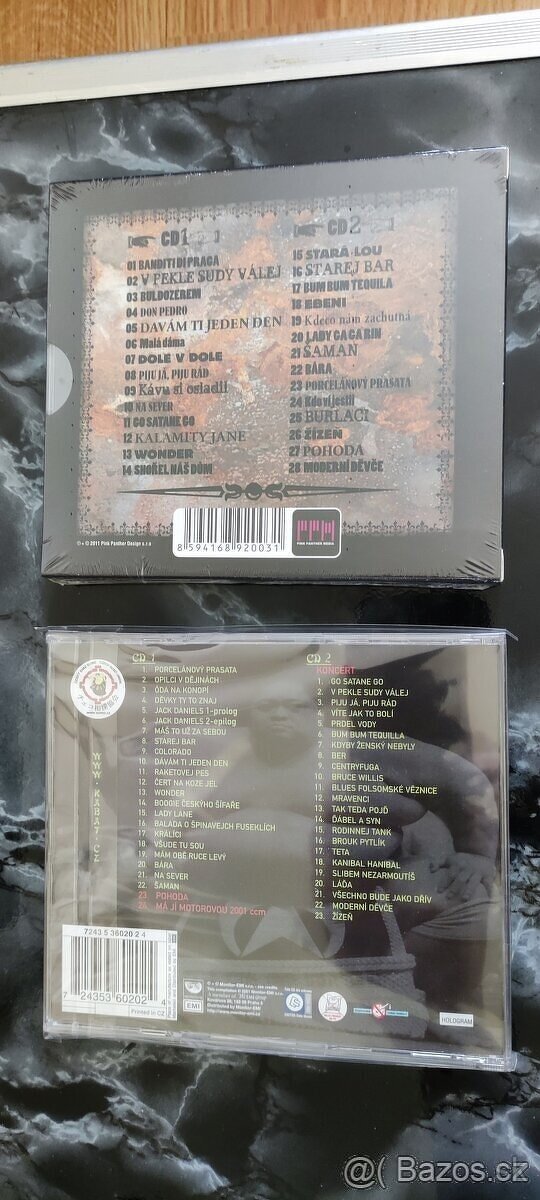 CD1
01 BANDITI DI PRAGA
02 V PEKLE SUDY VÁLEJ
03 BULDOZEREM
04 DON PEDRO
05 DAVÁM TI JEDEN DEN
06 Malá dáma
07 DOLE V DOLE
08 PIJU JÁ, PIJU RÁD
09 Kávu si osladil
10 NA SEVER
11 GO SATANE GO
12 KALAMITY JANE
13 WONDER
14 SHOŘEL NÁŠ DŮM
CD2
15 STARÁ LOU
16 STAREJ BAR
17 BUM BUM TEQUILA
18 EBENI
19 Kdeco nám zachutná
20 LADY GAGARIN
21 ŠAMAN
22 BÁRA
23 PORCELÁNOVÝ PRASATA
24 Kdoví jestli
25 BURLACI
26 ŽÍZEŇ
27 POHODA
28 MODERNÍ DĚVČE
℗ + © 2011 Pink Panther Design s.r.o
8 594168 920031
PINK PANTHER MEDIA
WWW.KABAT.CZ
CD 1
1. PORCELÁNOVÝ PRASATA
2. OPILCI V DĚJINÁCH
3. ÓDA NA KONOPÍ
4. DĚVKY TY TO ZNAJ
5. JACK DANIELS 1-prolog
6. JACK DANIELS 2-epilog
7. MÁŠ TO UŽ ZA SEBOU
8. STAREJ BAR
9. COLORADO
10. DÁVÁM TI JEDEN DEN
11. RAKETOVEJ PES
12. ČERT NA KOZE JEL
13. WONDER
14. BOOGIE ČESKÝHO ŠÍFAŘE
15. LADY LANE
16. BALADA O ŠPINAVEJCH FUSEKLÍCH
17. KRÁLÍCI
18. VŠUDE TU SOU
19. MÁM OBĚ RUCE LEVÝ
20. BÁRA
21. NA SEVER
22. ŠAMAN
23. POHODA
24. MÁ JÍ MOTOROVOU 2001 ccm
CD 2
KONCERT
1. GO SATANE GO
2. V PEKLE SUDY VÁLEJ
3. PIJU JÁ, PIJU RÁD
4. VÍTE JAK TO BOLÍ
5. PRDEL VODY
6. BUM BUM TEQUILLA
7. KDYBY ŽENSKÝ NEBYLY
8. BER
9. CENTRYFUGA
10. BRUCE WILLIS
11. BLUES FOLSOMSKÉ VĚZNICE
12. MRAVENCI
13. TAK TEDA POJĎ
14. ĎÁBEL A SYN
15. RODINNEJ TANK
16. BROUK PYTLÍK
17. TETA
18. KANIBAL HANIBAL
19. SLIBEM NEZARMOUTÍŠ
20. LÁĎA
21. VŠECHNO BUDE JAKO DŘÍV
22. MODERNÍ DĚVČE
23. ŽÍZEŇ
7243 5 36020 2 4
7 24353 60202 4
Printed in CZ
EMI
HOLOGRAM
@( Bazos.cz